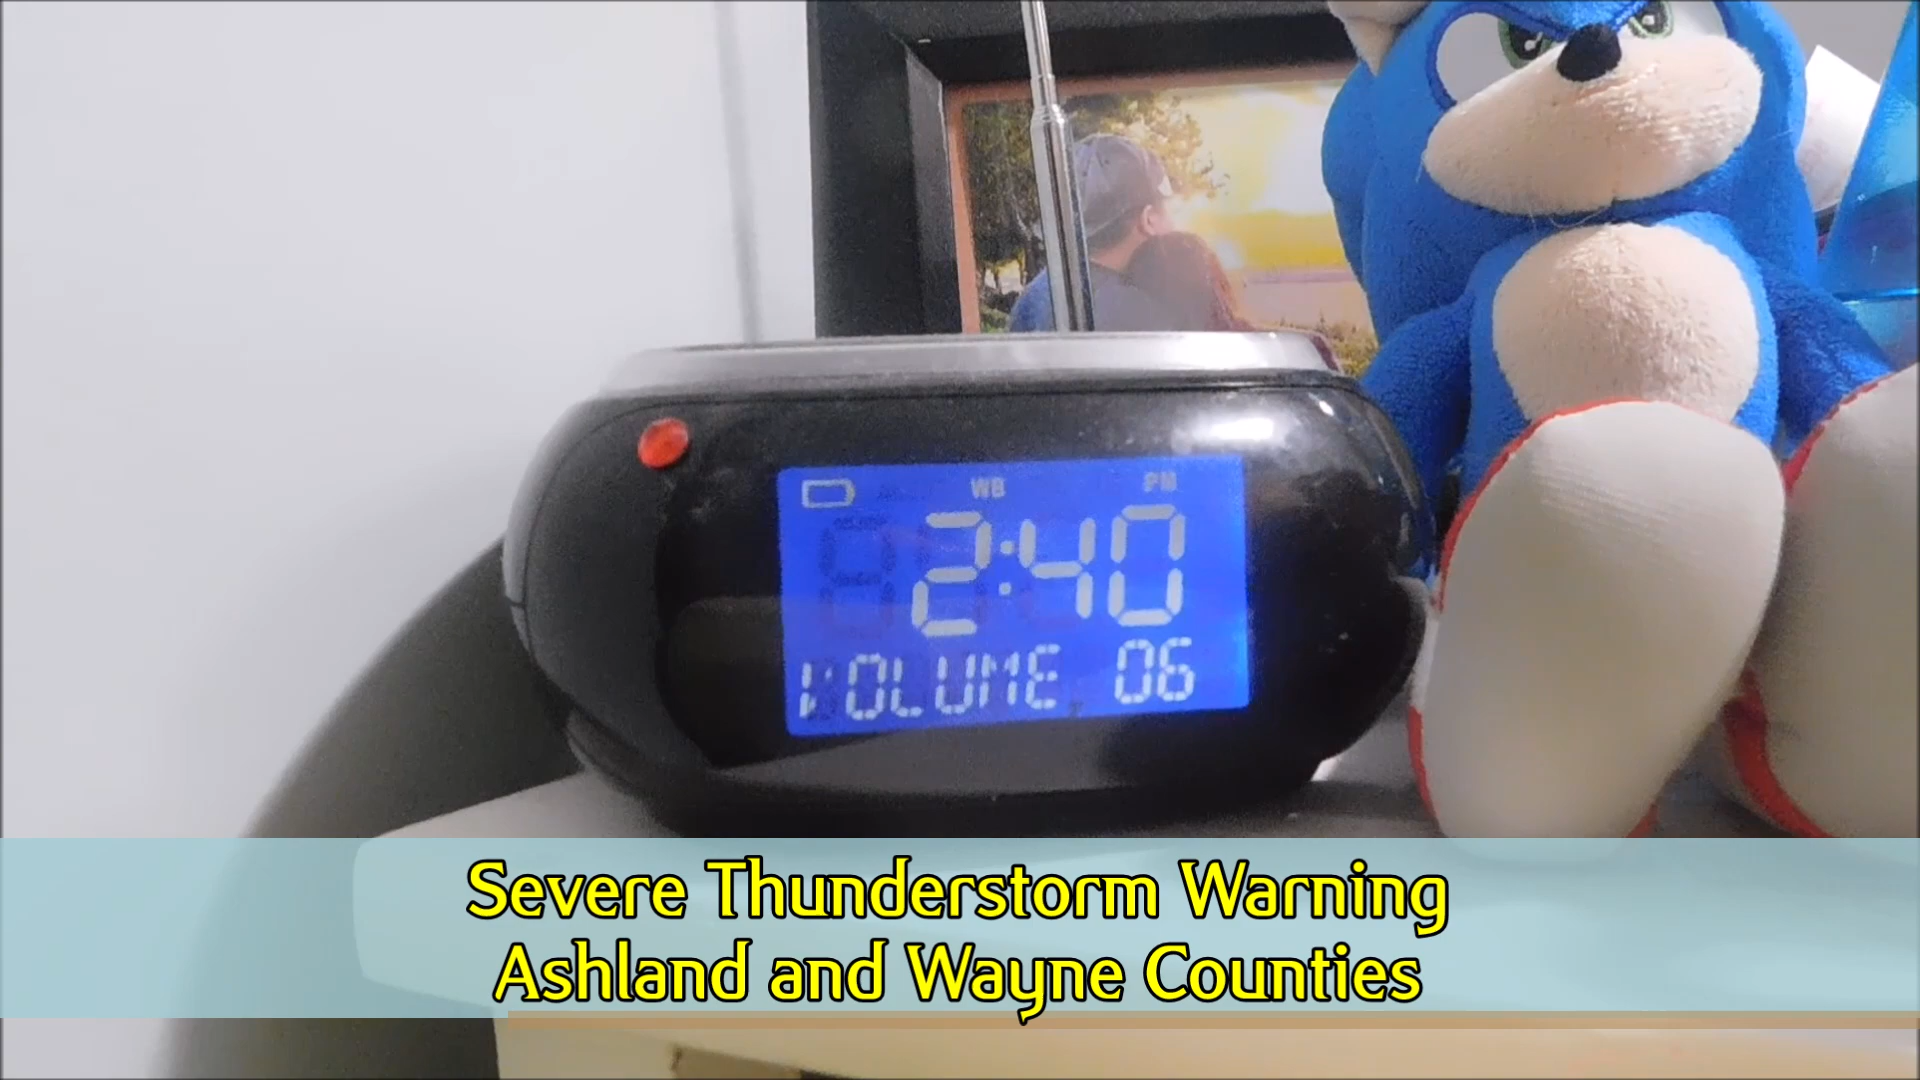 WB PM
2:40
VOLUME 06
Severe Thunderstorm Warning
Ashland and Wayne Counties